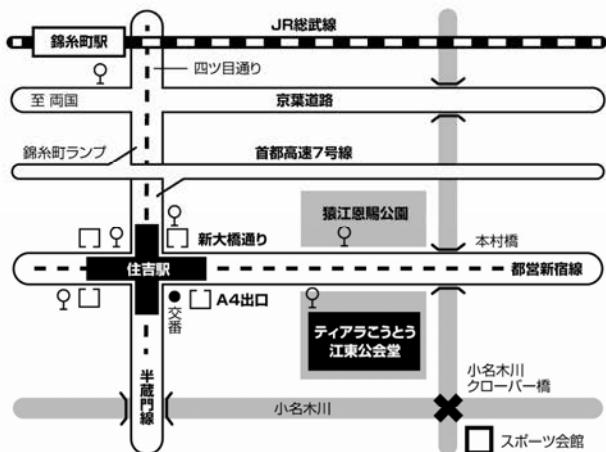 JR総武線
錦糸町駅
四ツ目通り
至 両国
京葉道路
錦糸町ランプ
首都高速7号線
猿江恩賜公園
新大橋通り
本村橋
住吉駅
都営新宿線
A4出口
交番
ティアラこうとう
江東公会堂
半蔵門線
小名木川
クローバー橋
小名木川
スポーツ会館